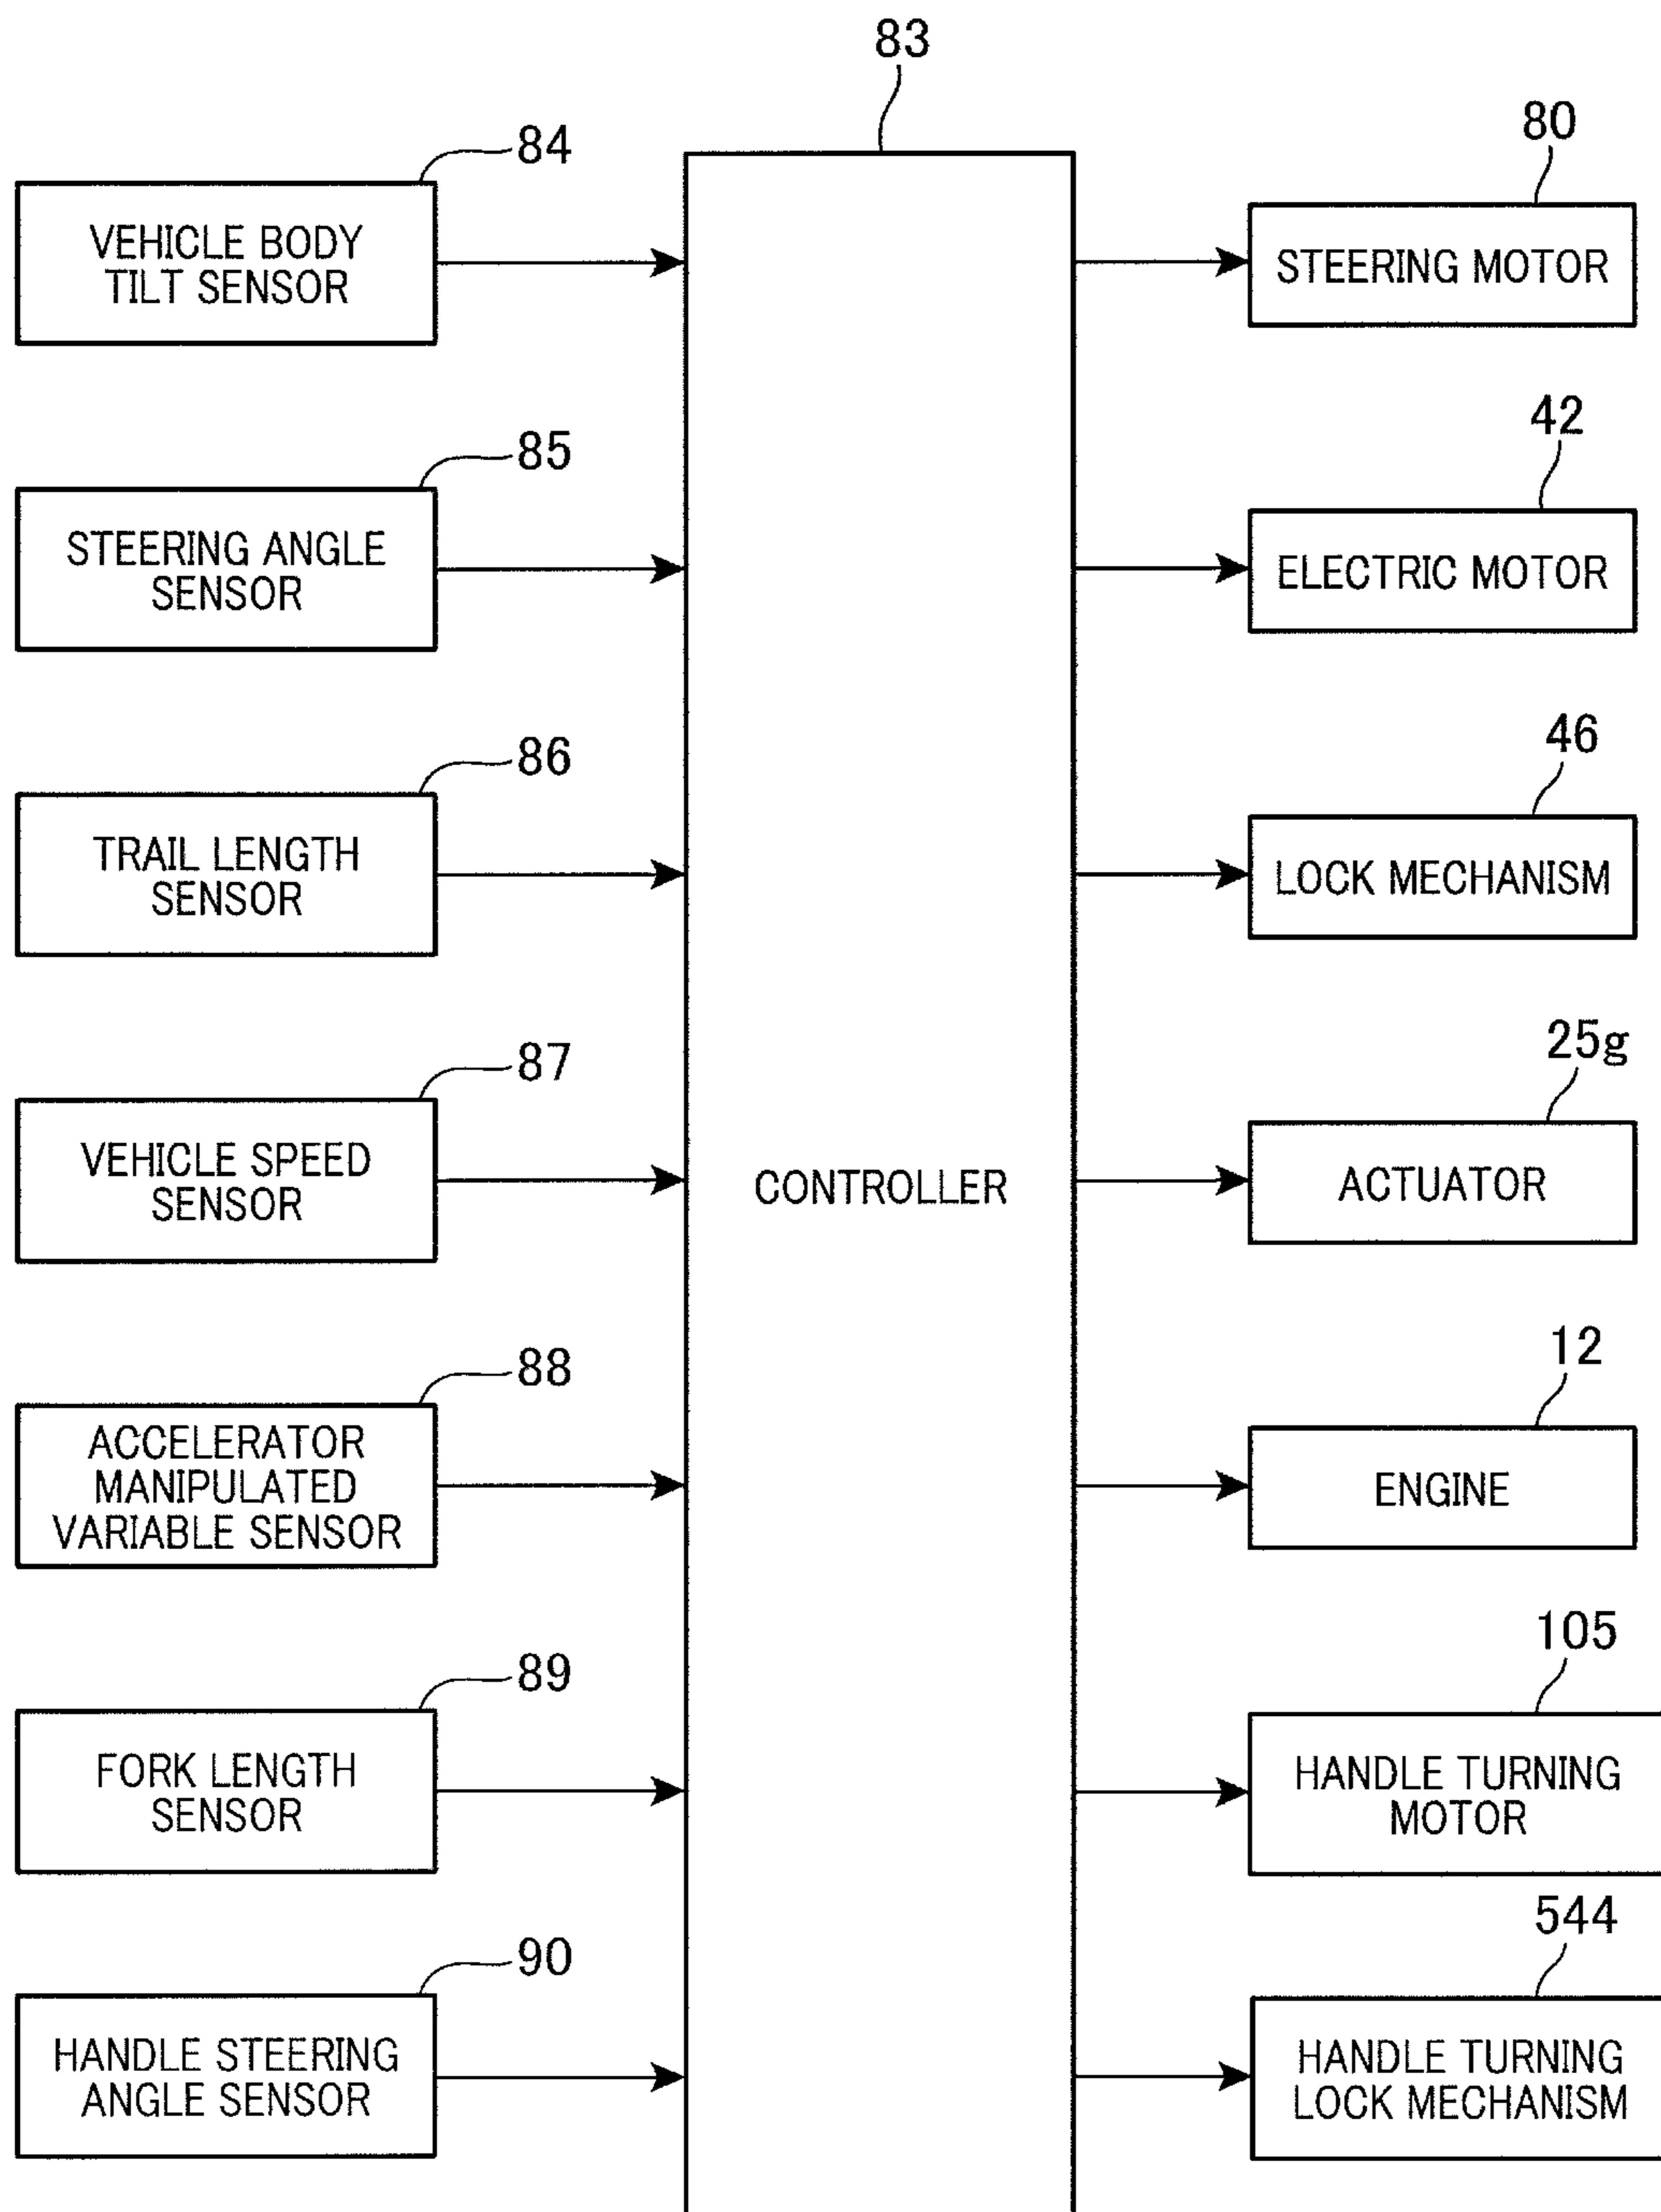 83
84
VEHICLE BODY
TILT SENSOR
80
STEERING MOTOR
85
STEERING ANGLE
SENSOR
42
ELECTRIC MOTOR
86
TRAIL LENGTH
SENSOR
46
LOCK MECHANISM
87
VEHICLE SPEED
SENSOR
CONTROLLER
25g
ACTUATOR
88
ACCELERATOR
MANIPULATED
VARIABLE SENSOR
12
ENGINE
89
FORK LENGTH
SENSOR
105
HANDLE TURNING
MOTOR
90
HANDLE STEERING
ANGLE SENSOR
544
HANDLE TURNING
LOCK MECHANISM